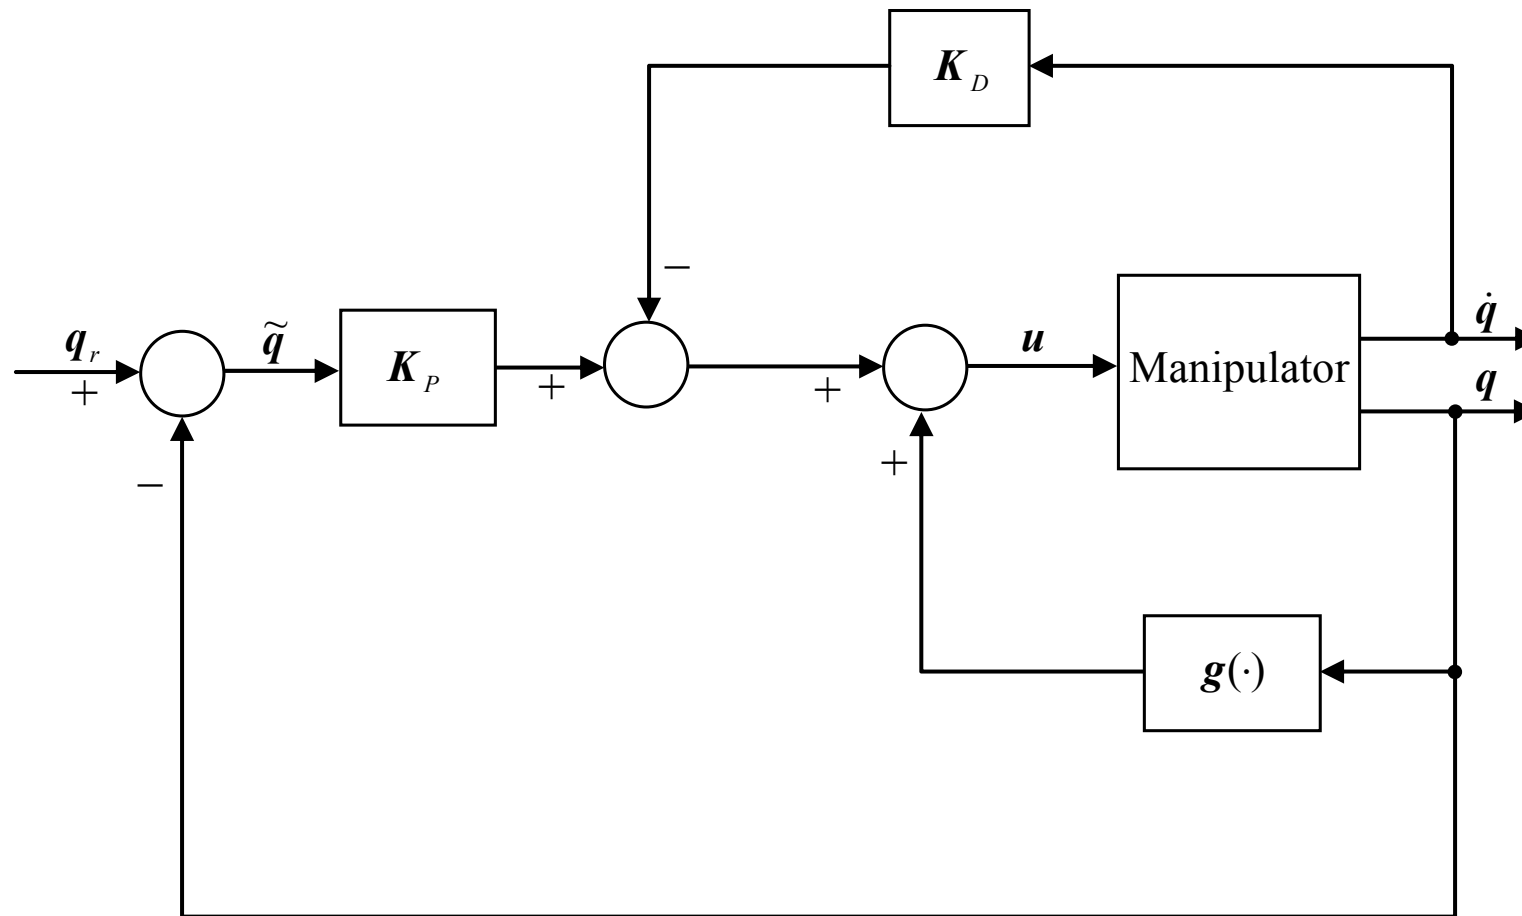 K_D
−
q_r
+
q̃
K_P
+
+
u
Manipulator
q̇
q
−
+
g(·)